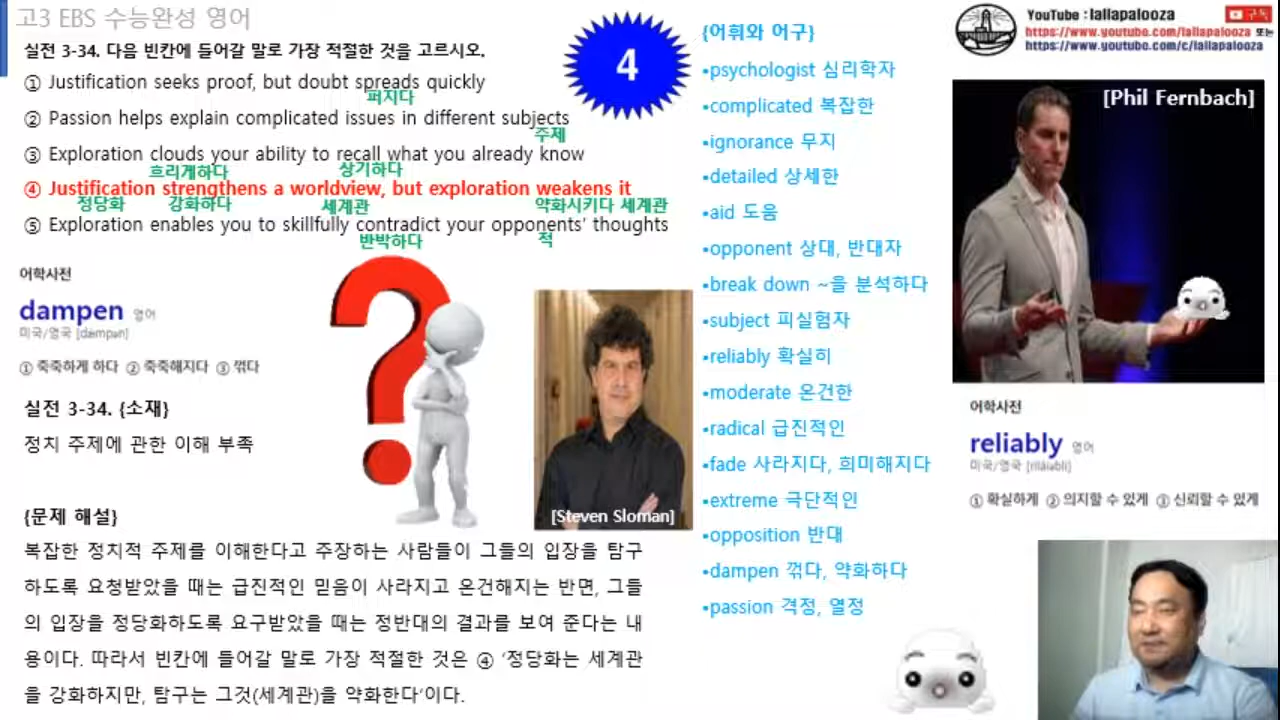 고3 EBS 수능완성 영어
실전 3-34. 다음 빈칸에 들어갈 말로 가장 적절한 것을 고르시오.
① Justification seeks proof, but doubt spreads quickly
퍼지다
② Passion helps explain complicated issues in different subjects
주제
③ Exploration clouds your ability to recall what you already know
흐리게하다 상기하다
④ Justification strengthens a worldview, but exploration weakens it
정당화 강화하다 세계관 약화시키다 세계관
⑤ Exploration enables you to skillfully contradict your opponents' thoughts
반박하다 적
4
어학사전
dampen 영어
미국/영국 [dǽmpən]
① 축축하게 하다 ② 축축해지다 ③ 꺾다
실전 3-34. {소재}
정치 주제에 관한 이해 부족
[Steven Sloman]
{문제 해설}
복잡한 정치적 주제를 이해한다고 주장하는 사람들이 그들의 입장을 탐구
하도록 요청받았을 때는 급진적인 믿음이 사라지고 온건해지는 반면, 그들
의 입장을 정당화하도록 요구받았을 때는 정반대의 결과를 보여 준다는 내
용이다. 따라서 빈칸에 들어갈 말로 가장 적절한 것은 ④ '정당화는 세계관
을 강화하지만, 탐구는 그것(세계관)을 약화한다'이다.
{어휘와 어구}
•psychologist 심리학자
•complicated 복잡한
•ignorance 무지
•detailed 상세한
•aid 도움
•opponent 상대, 반대자
•break down ~을 분석하다
•subject 피실험자
•reliably 확실히
•moderate 온건한
•radical 급진적인
•fade 사라지다, 희미해지다
•extreme 극단적인
•opposition 반대
•dampen 꺾다, 약화하다
•passion 격정, 열정
YouTube : lallapalooza 구독
https://www.youtube.com/lallapalooza 또는
https://www.youtube.com/c/lallapalooza
[Phil Fernbach]
어학사전
reliably 영어
미국/영국 [rɪláɪəbli]
① 확실하게 ② 의지할 수 있게 ③ 신뢰할 수 있게